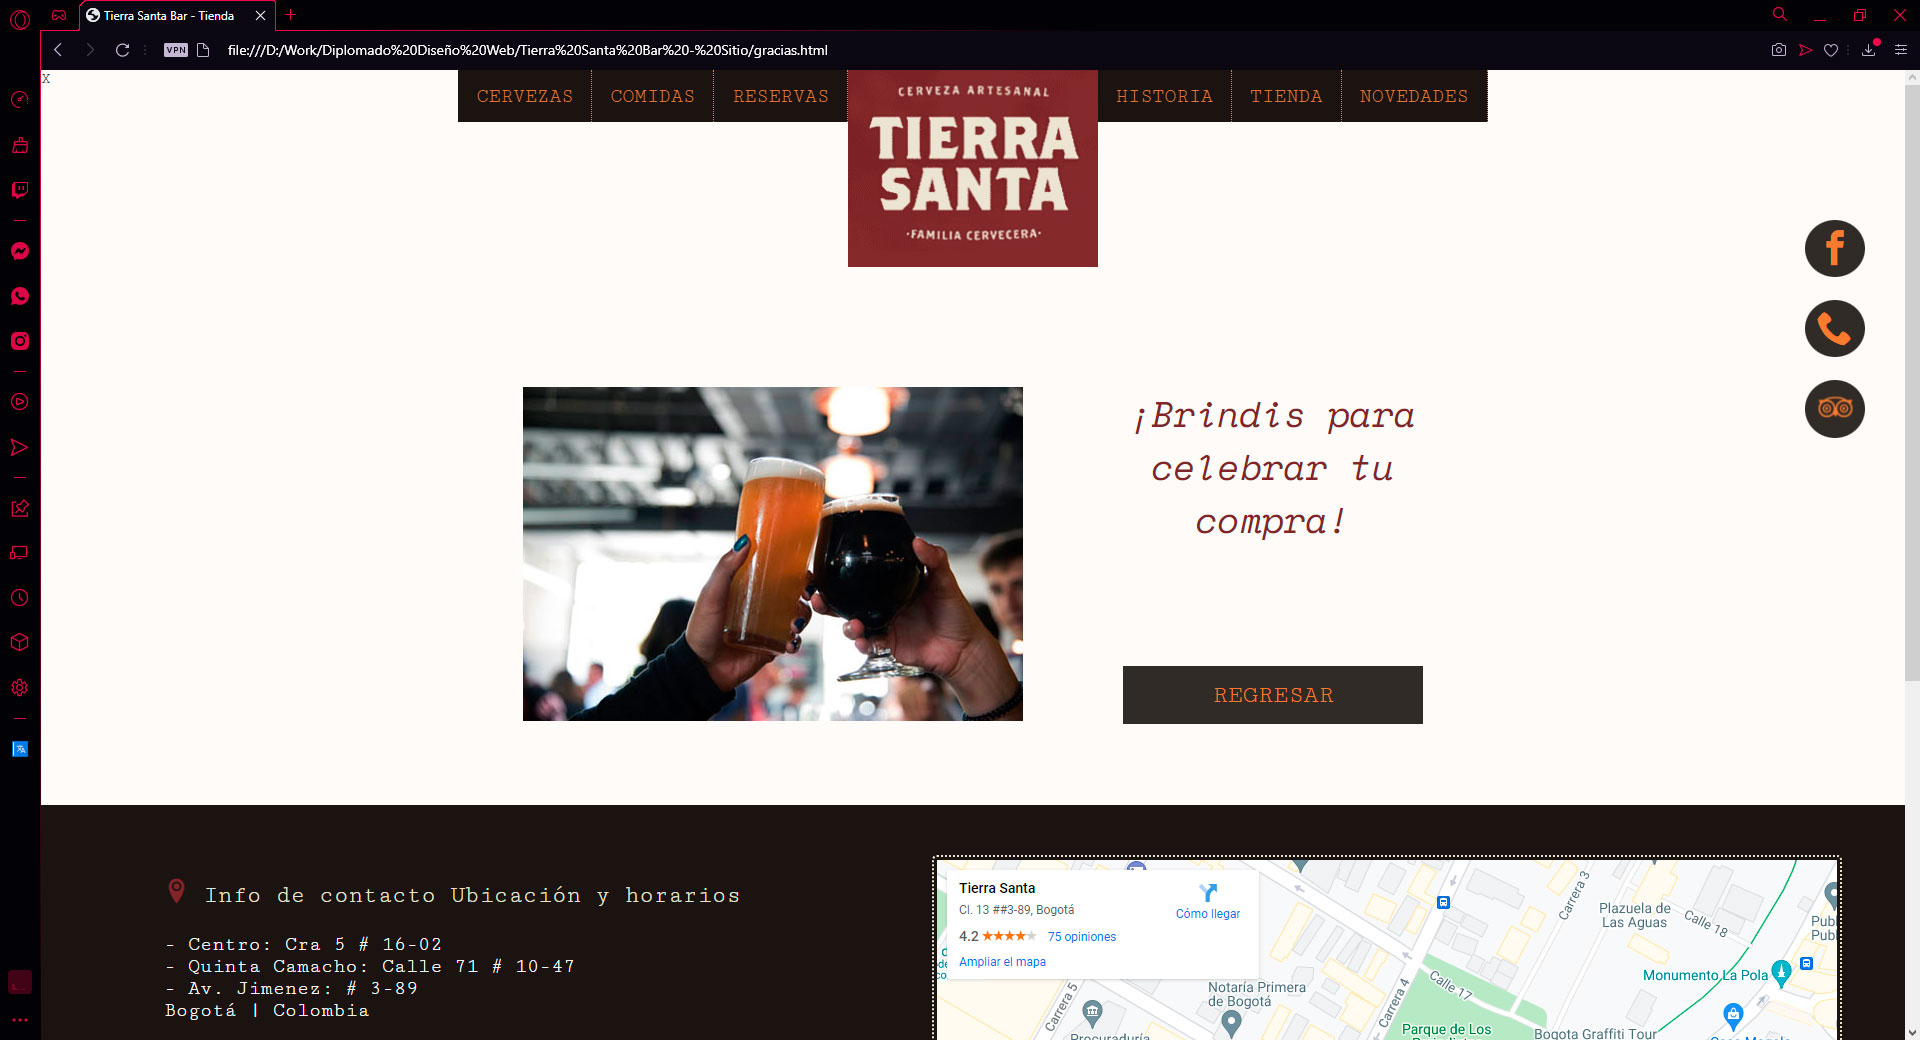 Tierra Santa Bar - Tienda
VPN
file:///D:/Work/Diplomado%20Diseño%20Web/Tierra%20Santa%20Bar%20-%20Sitio/gracias.html
X
CERVEZAS
COMIDAS
RESERVAS
CERVEZA ARTESANAL
TIERRA
SANTA
·FAMILIA CERVECERA·
HISTORIA
TIENDA
NOVEDADES
¡Brindis para
celebrar tu
compra!
REGRESAR
Info de contacto Ubicación y horarios
- Centro: Cra 5 # 16-02
- Quinta Camacho: Calle 71 # 10-47
- Av. Jimenez: # 3-89
Bogotá | Colombia
Tierra Santa
Cl. 13 ##3-89, Bogotá
4.2
75 opiniones
Ampliar el mapa
Cómo llegar
Carrera 3
Plazuela de
Las Aguas
Calle 18
Monumento La Pola
Calle 17
Notaría Primera
de Bogotá
Carrera 5
Carrera 4
Procuraduría
Parque de Los
Bogota Graffiti Tour